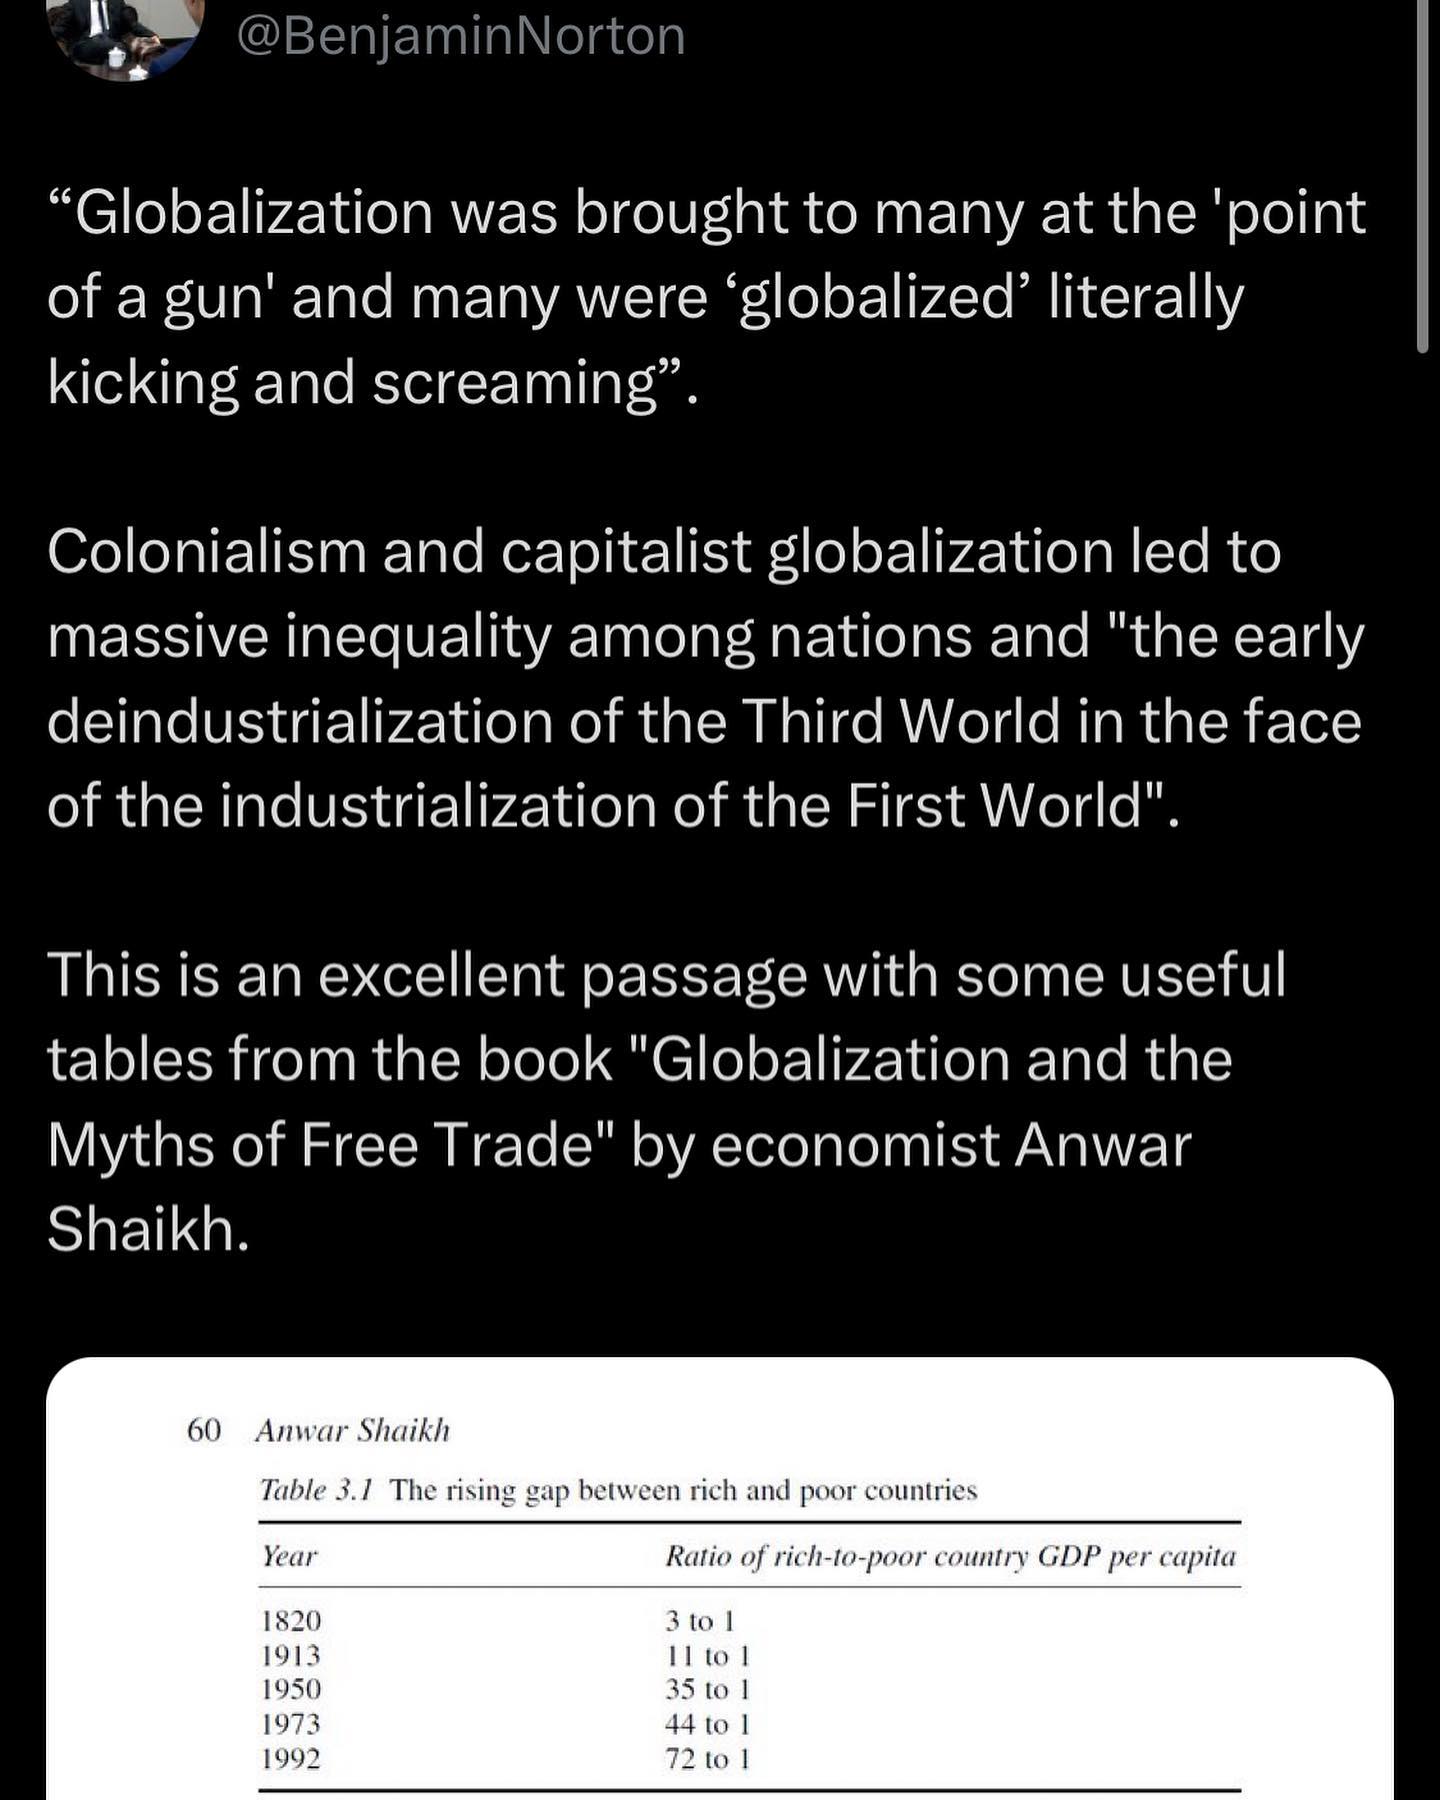 @BenjaminNorton
“Globalization was brought to many at the 'point
of a gun' and many were ‘globalized’ literally
kicking and screaming”.
Colonialism and capitalist globalization led to
massive inequality among nations and "the early
deindustrialization of the Third World in the face
of the industrialization of the First World".
This is an excellent passage with some useful
tables from the book "Globalization and the
Myths of Free Trade" by economist Anwar
Shaikh.
60 Anwar Shaikh
Table 3.1 The rising gap between rich and poor countries
Year Ratio of rich-to-poor country GDP per capita
1820 3 to 1
1913 11 to 1
1950 35 to 1
1973 44 to 1
1992 72 to 1